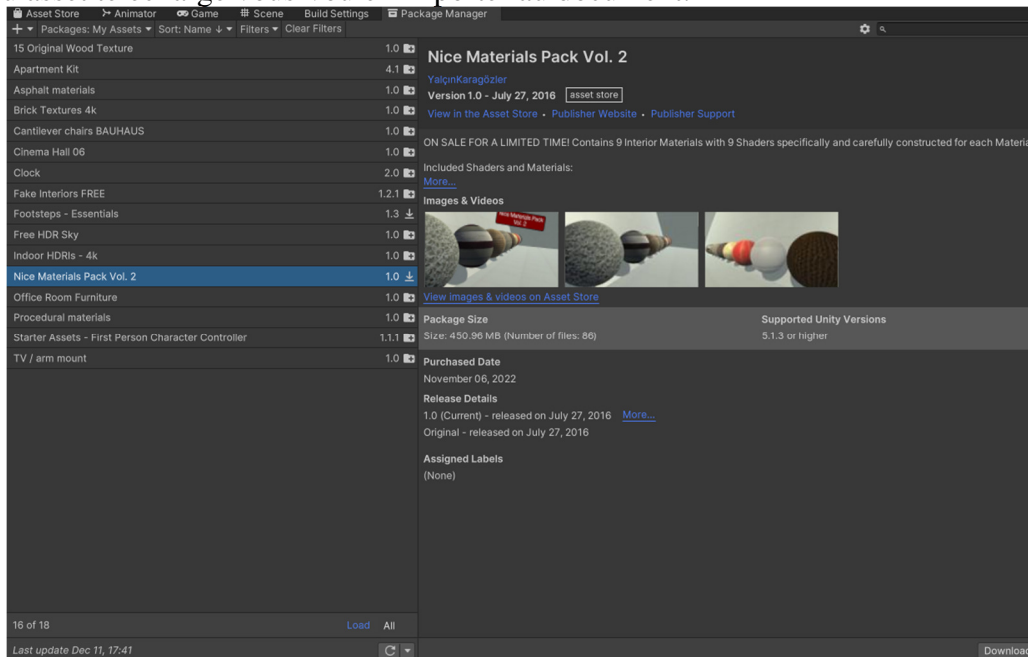 Asset Store Animator Game Scene Build Settings Package Manager
+ Packages: My Assets Sort: Name ↓ Filters Clear Filters
15 Original Wood Texture 1.0
Apartment Kit 4.1
Asphalt materials 1.0
Brick Textures 4k 1.0
Cantilever chairs BAUHAUS 1.0
Cinema Hall 06 1.0
Clock 2.0
Fake Interiors FREE 1.2.1
Footsteps - Essentials 1.3
Free HDR Sky 1.0
Indoor HDRIs - 4k 1.0
Nice Materials Pack Vol. 2 1.0
Office Room Furniture 1.0
Procedural materials 1.0
Starter Assets - First Person Character Controller 1.1.1
TV / arm mount 1.0
16 of 18 Load All
Last update Dec 11, 17:41
Nice Materials Pack Vol. 2
YalçınKaragözler
Version 1.0 - July 27, 2016 asset store
View in the Asset Store • Publisher Website • Publisher Support
ON SALE FOR A LIMITED TIME! Contains 9 Interior Materials with 9 Shaders specifically and carefully constructed for each Materia
Included Shaders and Materials:
More...
Images & Videos
Nice Materials Pack
Vol. 2
View images & videos on Asset Store
Package Size Supported Unity Versions
Size: 450.96 MB (Number of files: 86) 5.1.3 or higher
Purchased Date
November 06, 2022
Release Details
1.0 (Current) - released on July 27, 2016 More...
Original - released on July 27, 2016
Assigned Labels
(None)
Download